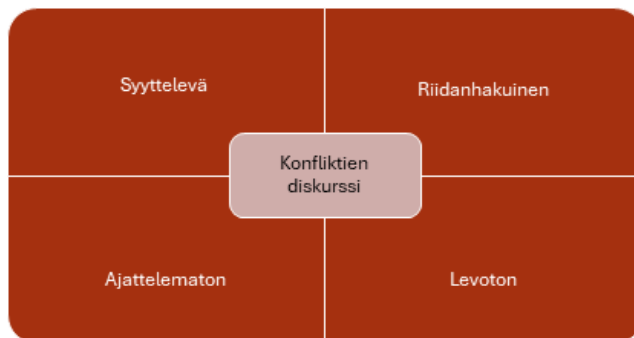 Syyttelevä
Riidanhakuinen
Konfliktien
diskurssi
Ajattelematon
Levoton